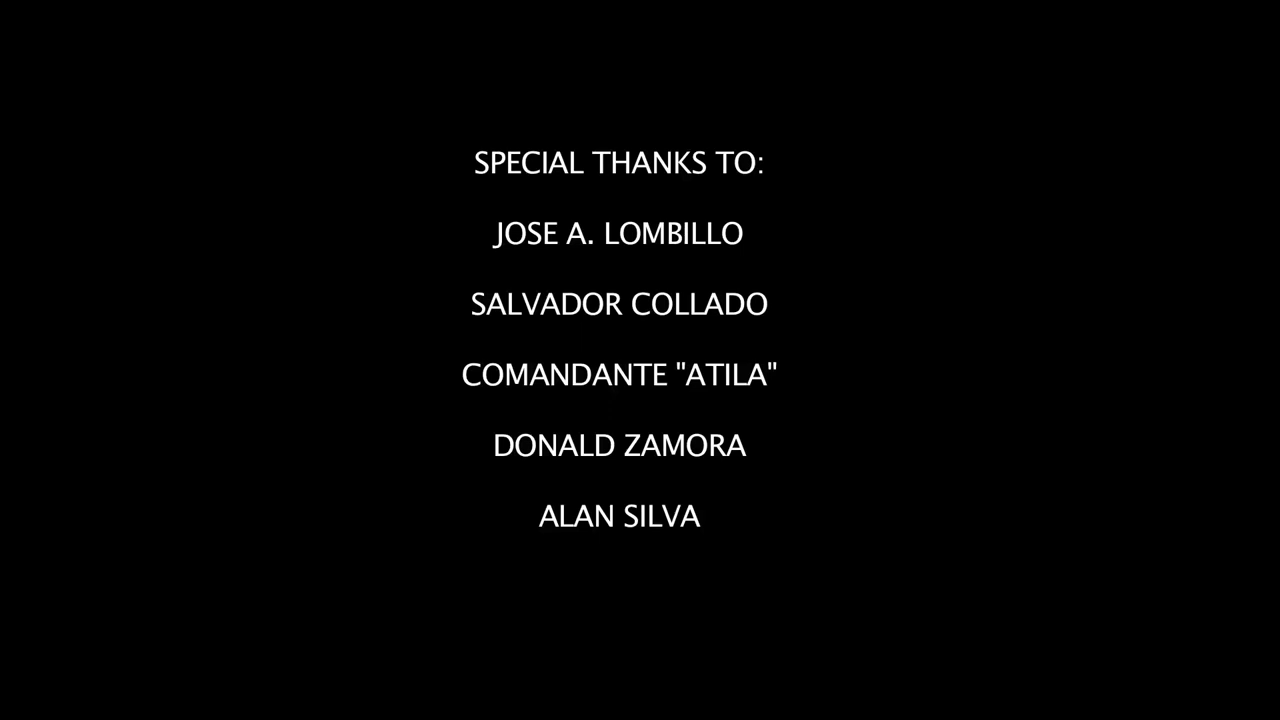 SPECIAL THANKS TO:
JOSE A. LOMBILLO
SALVADOR COLLADO
COMANDANTE "ATILA"
DONALD ZAMORA
ALAN SILVA